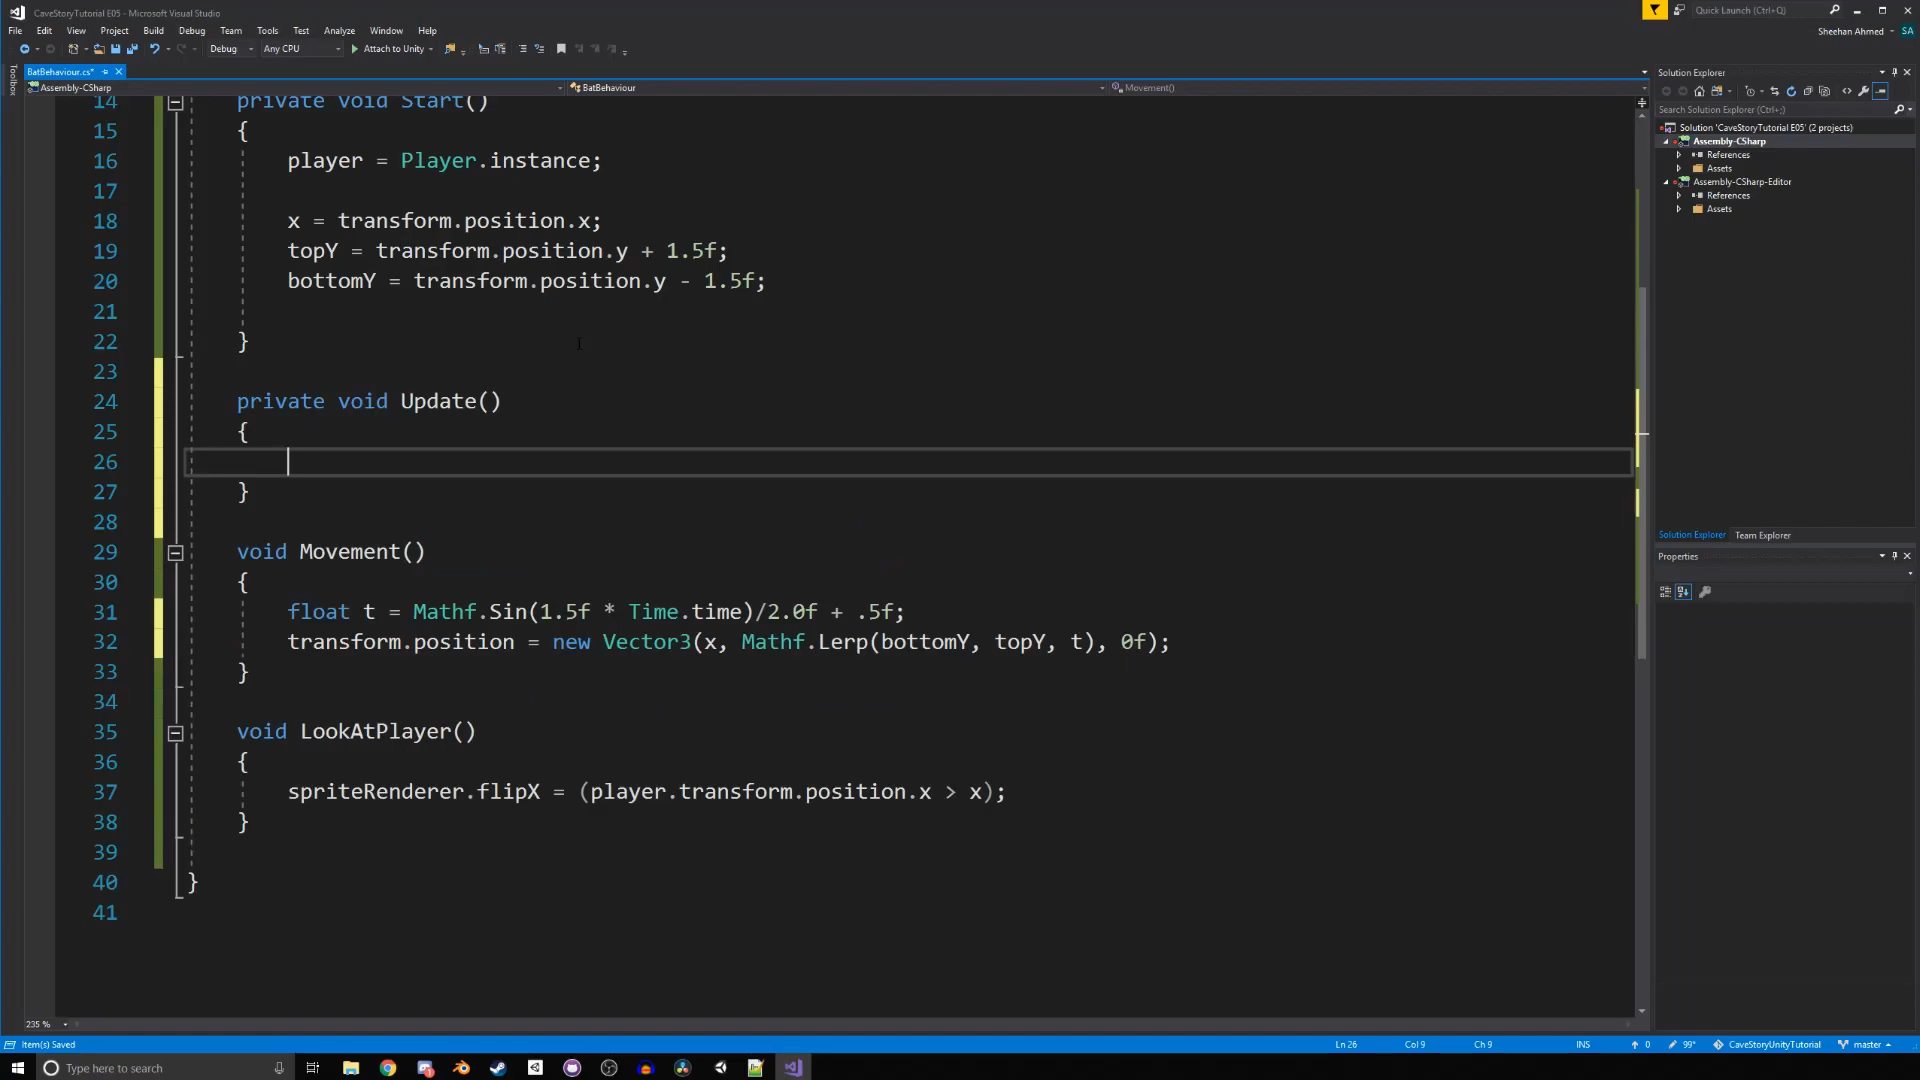 CaveStoryTutorial E05 - Microsoft Visual Studio
Quick Launch (Ctrl+Q)
File Edit View Project Build Debug Team Tools Test Analyze Window Help
Sheehan Ahmed SA
Debug Any CPU Attach to Unity
Toolbox
BatBehaviour.cs*
Assembly-CSharp BatBehaviour Movement()
14 private void Start()
15 {
16 player = Player.instance;
17
18 x = transform.position.x;
19 topY = transform.position.y + 1.5f;
20 bottomY = transform.position.y - 1.5f;
21
22 }
23
24 private void Update()
25 {
26
27 }
28
29 void Movement()
30 {
31 float t = Mathf.Sin(1.5f * Time.time)/2.0f + .5f;
32 transform.position = new Vector3(x, Mathf.Lerp(bottomY, topY, t), 0f);
33 }
34
35 void LookAtPlayer()
36 {
37 spriteRenderer.flipX = (player.transform.position.x > x);
38 }
39
40 }
41
235 %
Solution Explorer
Search Solution Explorer (Ctrl+;)
Solution 'CaveStoryTutorial E05' (2 projects)
Assembly-CSharp
References
Assets
Assembly-CSharp-Editor
References
Assets
Solution Explorer Team Explorer
Properties
Item(s) Saved Ln 26 Col 9 Ch 9 INS 0 99* CaveStoryUnityTutorial master
Type here to search